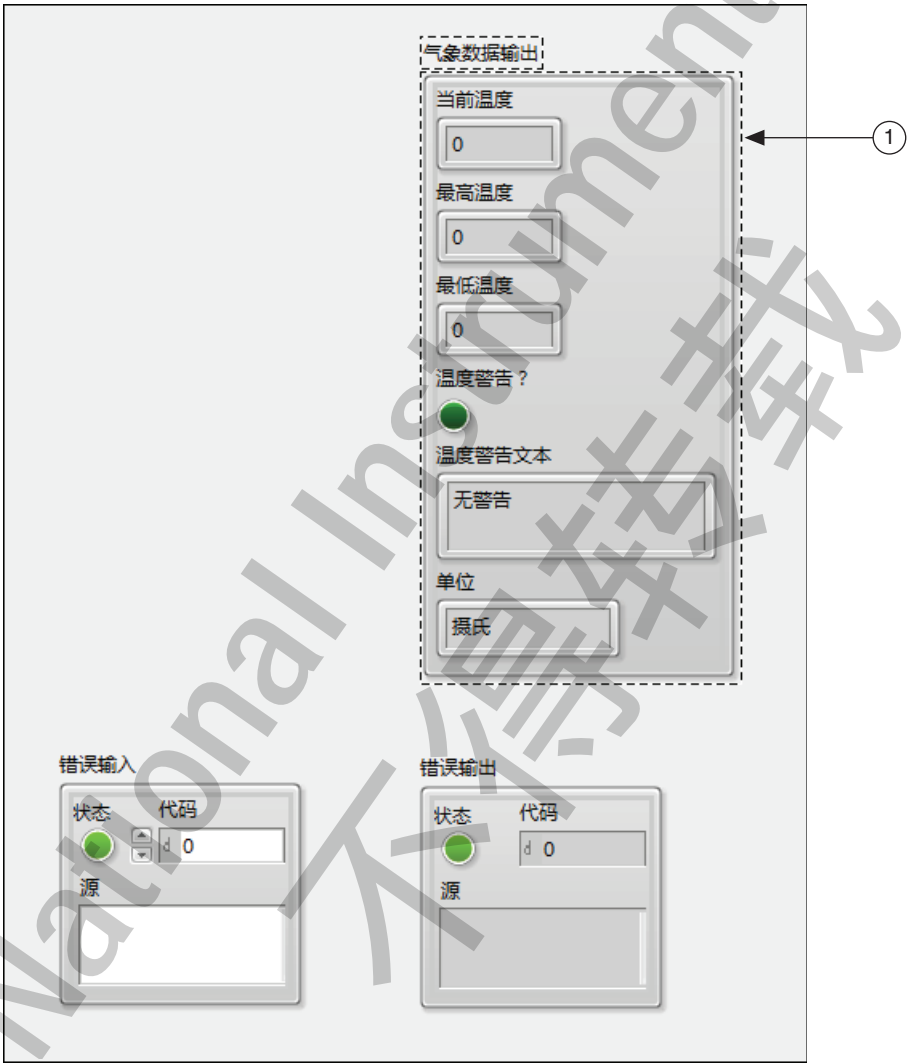 气象数据输出
当前温度
0
1
最高温度
0
最低温度
0
温度警告？
温度警告文本
无警告
单位
摄氏
错误输入
状态
代码
d 0
源
错误输出
状态
代码
d 0
源
National Instrument
不得转载